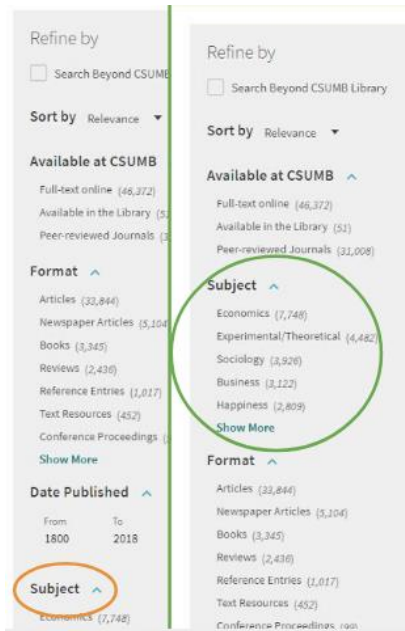 Refine by
Search Beyond CSUMB
Sort by Relevance
Available at CSUMB
Full-text online (46,372)
Available in the Library
Peer-reviewed Journals
Format
Articles (33,844)
Newspaper Articles (5,104
Books (3,345)
Reviews (2,436)
Reference Entries (1,017)
Text Resources (452)
Conference Proceedings
Show More
Date Published
From To
1800 2018
Subject
Economics (7,748)
Refine by
Search Beyond CSUMB Library
Sort by Relevance
Available at CSUMB
Full-text online (46,372)
Available in the Library (51)
Peer-reviewed Journals (31,008)
Subject
Economics (7,748)
Experimental/Theoretical (4,482)
Sociology (3,926)
Business (3,122)
Happiness (2,809)
Show More
Format
Articles (33,844)
Newspaper Articles (5,104)
Books (3,345)
Reviews (2,436)
Reference Entries (1,017)
Text Resources (452)
Conference Proceedings (99)